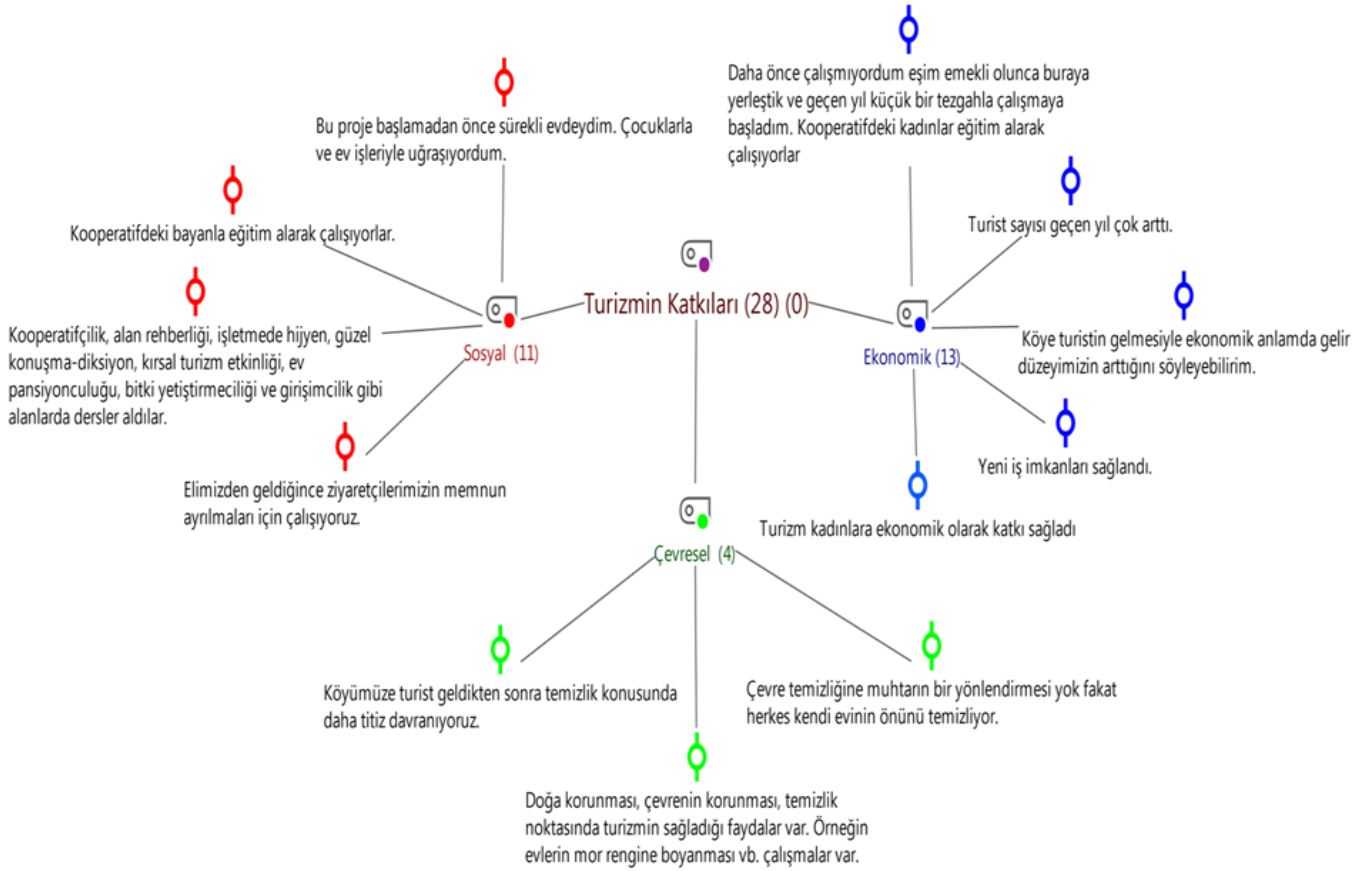 Daha önce çalışmıyordum eşim emekli olunca buraya
yerleştik ve geçen yıl küçük bir tezgahla çalışmaya
başladım. Kooperatifdeki kadınlar eğitim alarak
çalışıyorlar
Bu proje başlamadan önce sürekli evdeydim. Çocuklarla
ve ev işleriyle uğraşıyordum.
Kooperatifdeki bayanla eğitim alarak çalışıyorlar.
Turist sayısı geçen yıl çok arttı.
Turizmin Katkıları (28) (0)
Kooperatifçilik, alan rehberliği, işletmede hijyen, güzel
konuşma-diksiyon, kırsal turizm etkinliği, ev
pansiyonculuğu, bitki yetiştirmeciliği ve girişimcilik gibi
alanlarda dersler aldılar.
Sosyal (11)
Ekonomik (13)
Köye turistin gelmesiyle ekonomik anlamda gelir
düzeyimizin arttığını söyleyebilirim.
Elimizden geldiğince ziyaretçilerimizin memnun
ayrılmaları için çalışıyoruz.
Yeni iş imkanları sağlandı.
Turizm kadınlara ekonomik olarak katkı sağladı
Çevresel (4)
Köyümüze turist geldikten sonra temizlik konusunda
daha titiz davranıyoruz.
Çevre temizliğine muhtarın bir yönlendirmesi yok fakat
herkes kendi evinin önünü temizliyor.
Doğa korunması, çevrenin korunması, temizlik
noktasında turizmin sağladığı faydalar var. Örneğin
evlerin mor rengine boyanması vb. çalışmalar var.